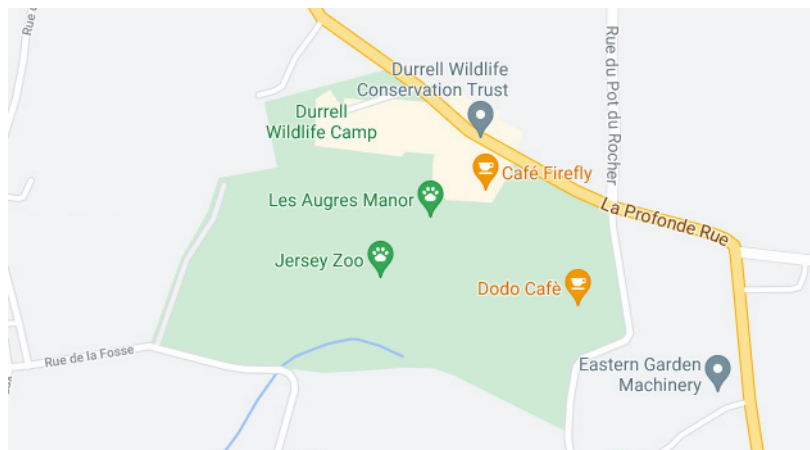 Rue du Pot du Rocher
Durrell Wildlife
Conservation Trust
Durrell
Wildlife Camp
Café Firefly
Les Augres Manor
La Profonde Rue
Jersey Zoo
Dodo Cafè
Rue de la Fosse
Eastern Garden
Machinery